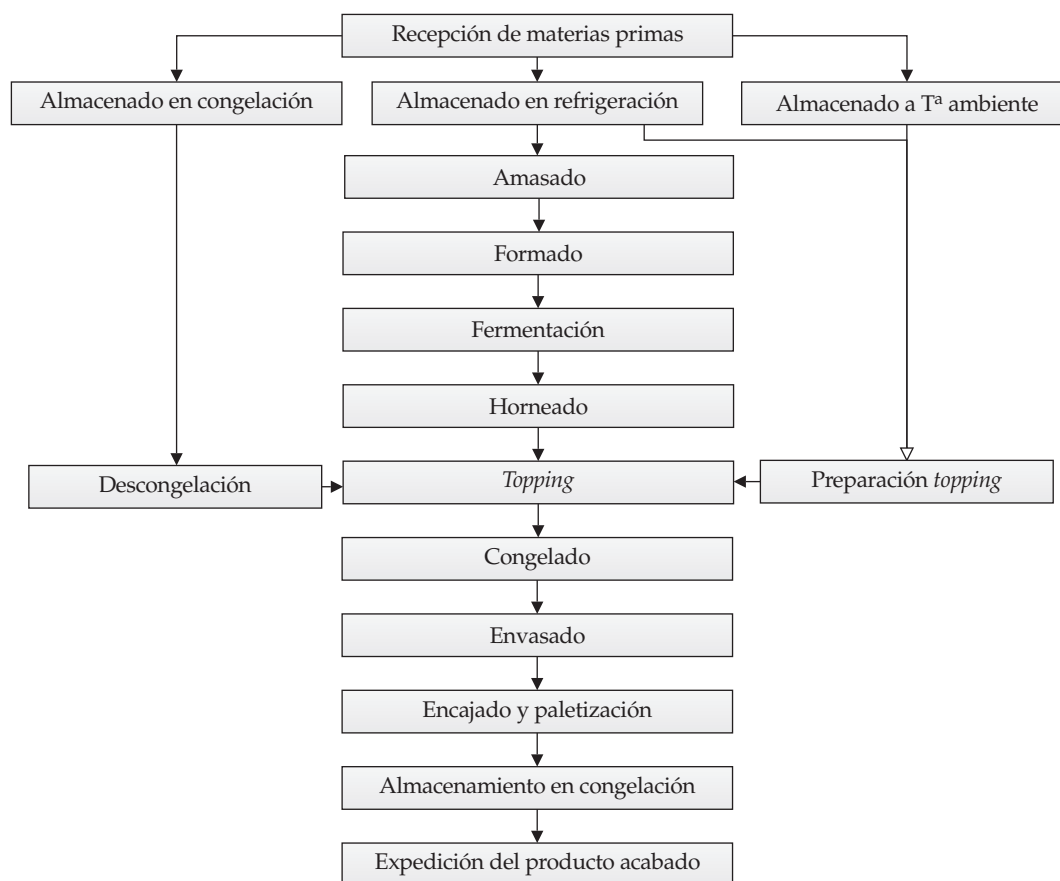 Recepción de materias primas
Almacenado en congelación
Almacenado en refrigeración
Almacenado a Tª ambiente
Amasado
Formado
Fermentación
Horneado
Descongelación
Topping
Preparación topping
Congelado
Envasado
Encajado y paletización
Almacenamiento en congelación
Expedición del producto acabado